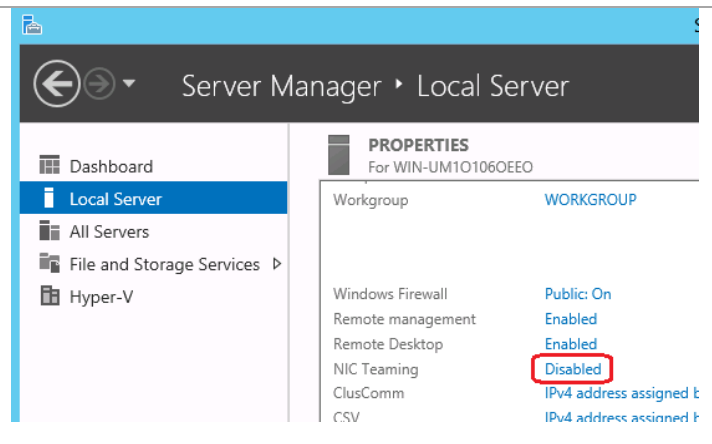 S
Server Manager ‣ Local Server
Dashboard
Local Server
All Servers
File and Storage Services
Hyper-V
PROPERTIES
For WIN-UM1O106OEEO
Workgroup WORKGROUP
Windows Firewall Public: On
Remote management Enabled
Remote Desktop Enabled
NIC Teaming Disabled
ClusComm IPv4 address assigned b
CSV IPv4 address assigned b